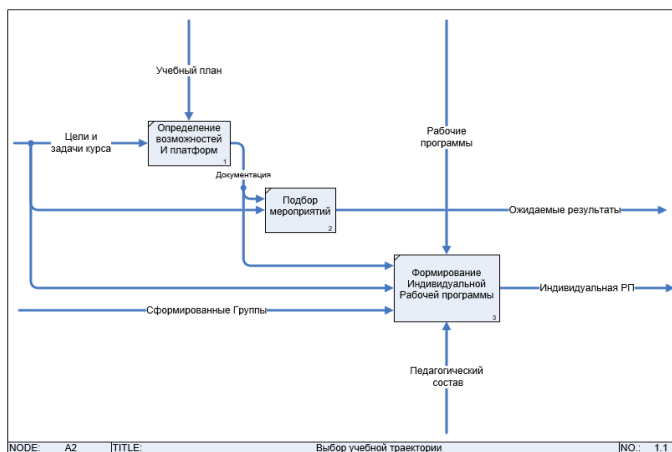 Учебный план
Цели и
задачи курса
Определение
возможностей
И платформ
1
Рабочие
программы
Документация
Подбор
мероприятий
2
Ожидаемые результаты
Формирование
Индивидуальной
Рабочей программы
3
Индивидуальная РП
Сформированные Группы
Педагогический
состав
NODE: A2 TITLE: Выбор учебной траектории NO.: 1.1